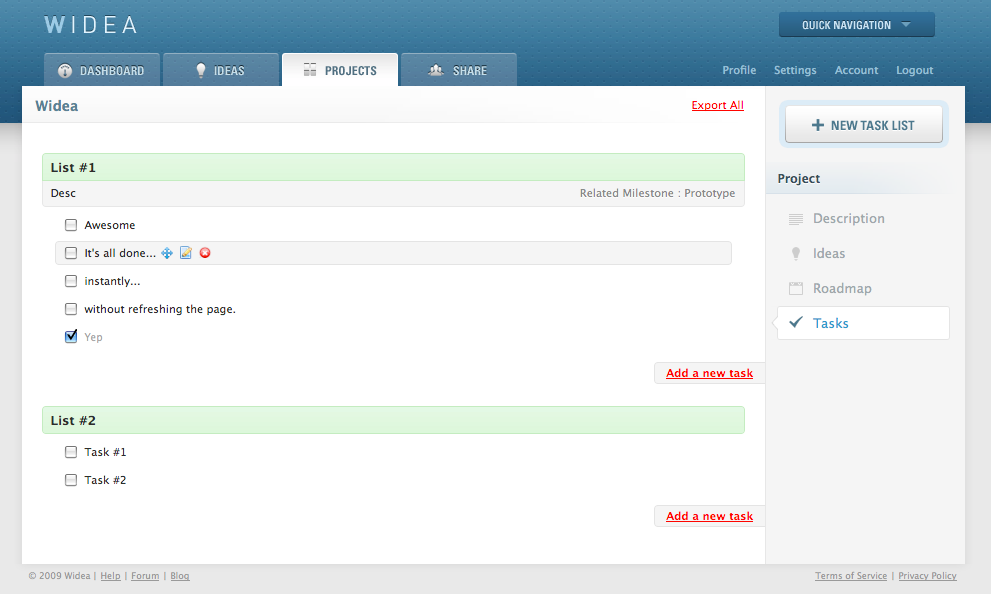 WIDEA
QUICK NAVIGATION
DASHBOARD
IDEAS
PROJECTS
SHARE
Profile Settings Account Logout
Widea
Export All
List #1
Desc
Related Milestone : Prototype
Awesome
It's all done...
instantly...
without refreshing the page.
Yep
Add a new task
List #2
Task #1
Task #2
Add a new task
+ NEW TASK LIST
Project
Description
Ideas
Roadmap
Tasks
© 2009 Widea | Help | Forum | Blog
Terms of Service | Privacy Policy